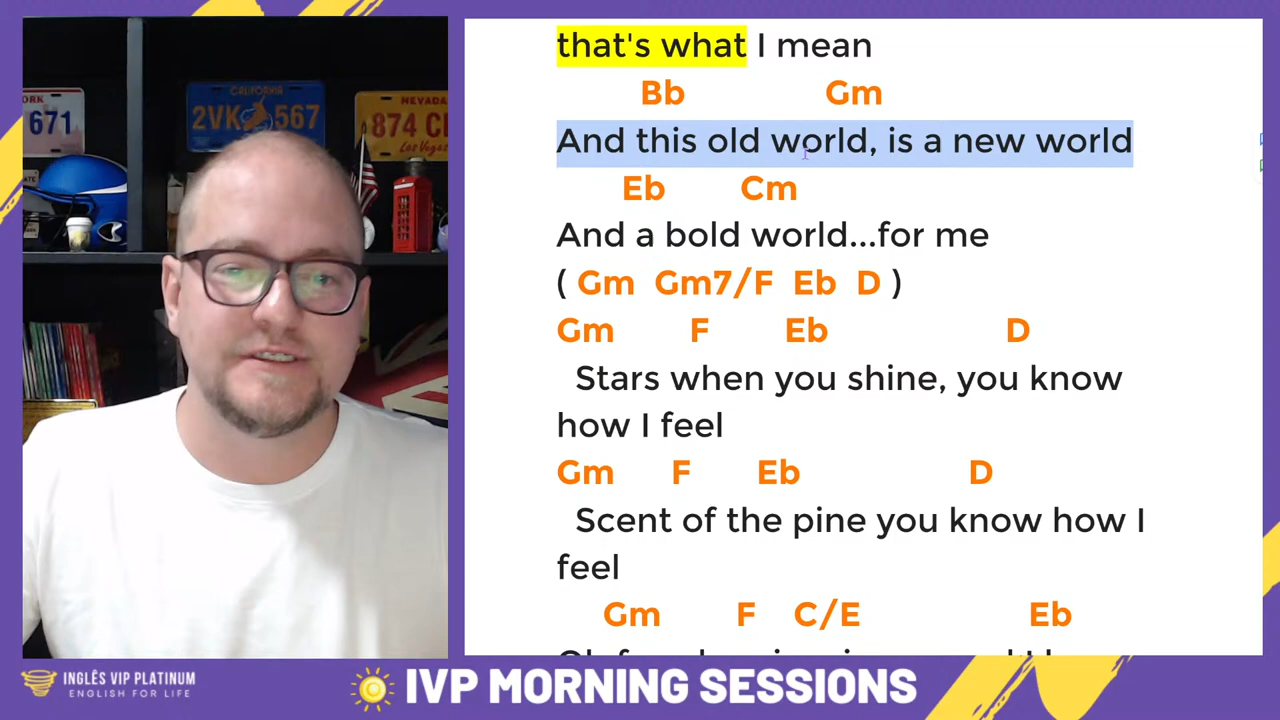 ORK
671
CALIFORNIA
2VK 567
NEVADA
874 C
Las Vegas
that's what I mean
Bb Gm
And this old world, is a new world
Eb Cm
And a bold world...for me
( Gm Gm7/F Eb D )
Gm F Eb D
Stars when you shine, you know
how I feel
Gm F Eb D
Scent of the pine you know how I
feel
Gm F C/E Eb
INGLÊS VIP PLATINUM
ENGLISH FOR LIFE
IVP MORNING SESSIONS